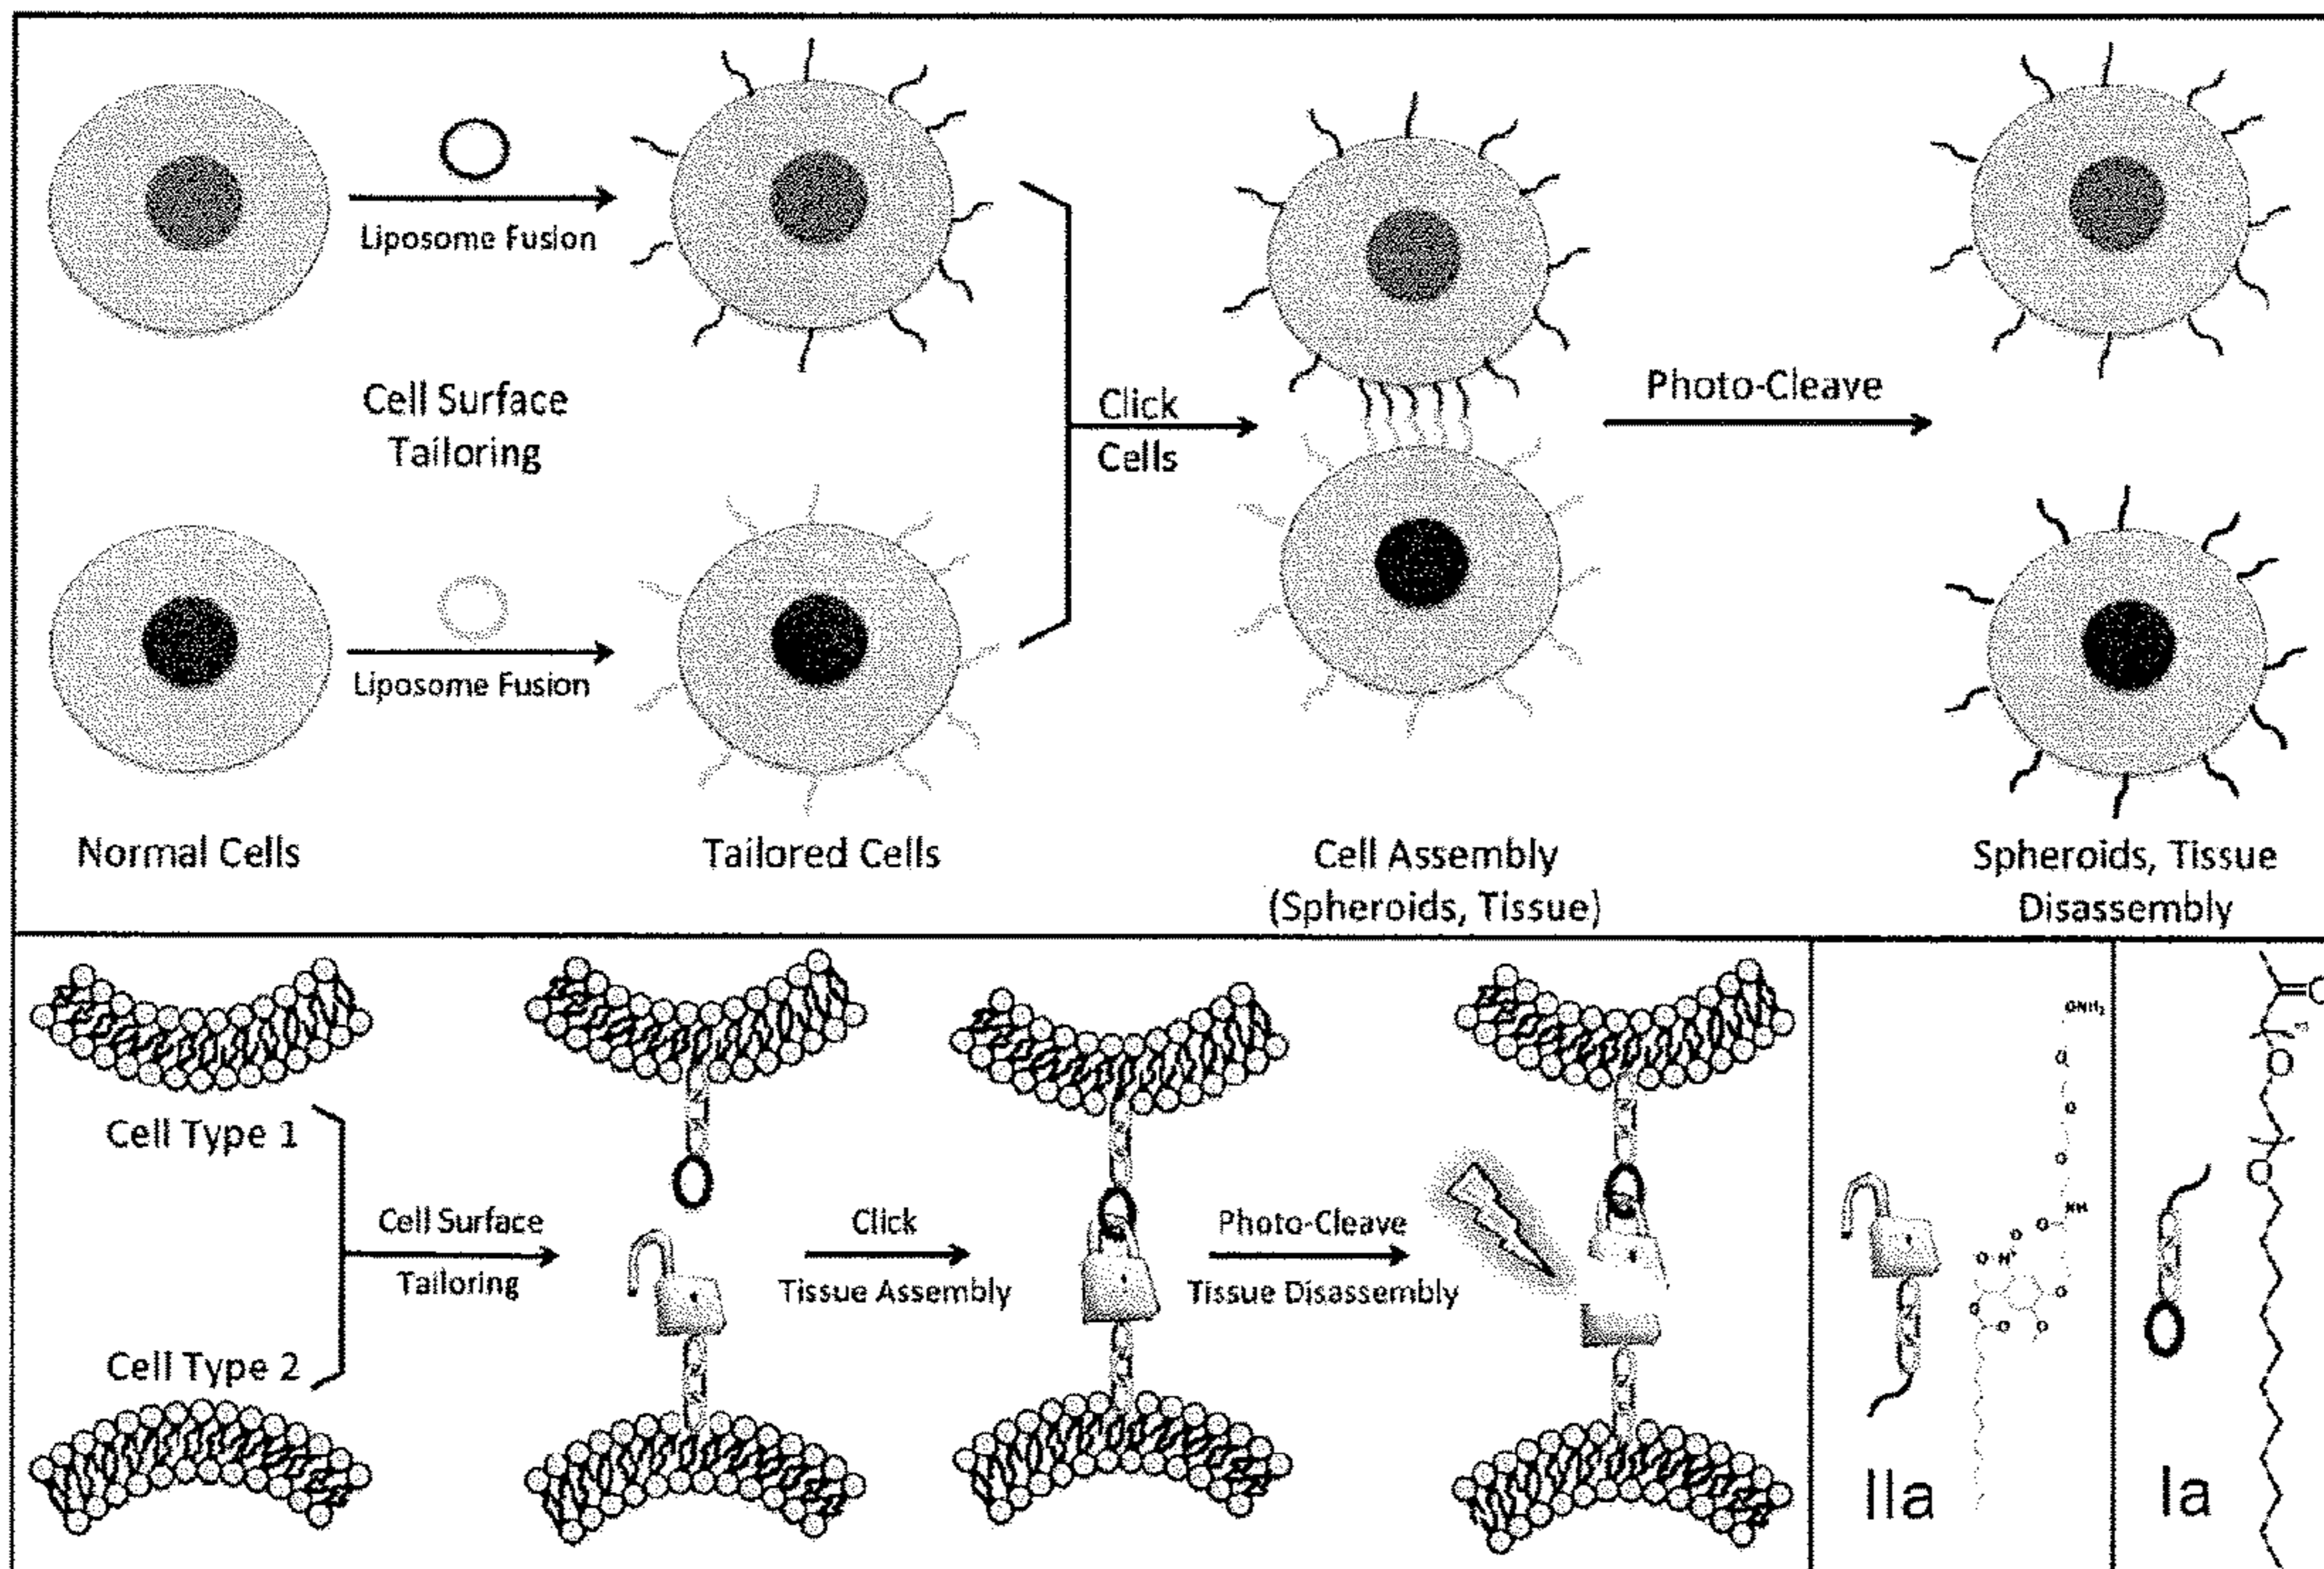 Liposome Fusion
Cell Surface
Tailoring
Click
Cells
Photo-Cleave
Liposome Fusion
Normal Cells
Tailored Cells
Cell Assembly
(Spheroids, Tissue)
Spheroids, Tissue
Disassembly
Cell Type 1
Cell Type 2
Cell Surface
Tailoring
Click
Tissue Assembly
Photo-Cleave
Tissue Disassembly
ONH₂
O
O
O
NH
O
O
O
O
O
O
O
IIa
O
O
O
Ia